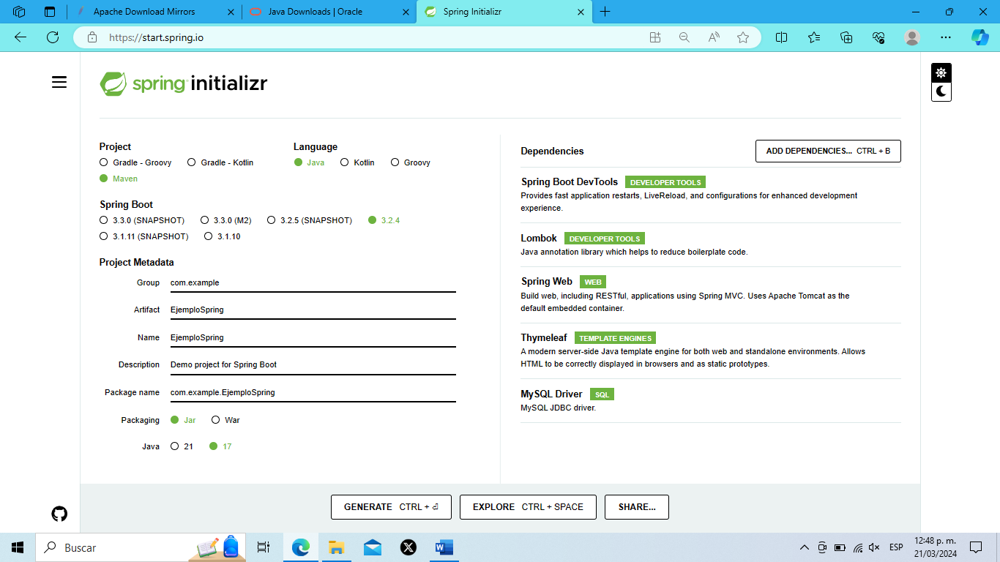 Apache Download Mirrors
Java Downloads | Oracle
Spring Initializr
https://start.spring.io
spring initializr
Project
Gradle - Groovy
Gradle - Kotlin
Maven
Language
Java
Kotlin
Groovy
Spring Boot
3.3.0 (SNAPSHOT)
3.3.0 (M2)
3.2.5 (SNAPSHOT)
3.2.4
3.1.11 (SNAPSHOT)
3.1.10
Project Metadata
Group com.example
Artifact EjemploSpring
Name EjemploSpring
Description Demo project for Spring Boot
Package name com.example.EjemploSpring
Packaging Jar War
Java 21 17
Dependencies
ADD DEPENDENCIES... CTRL + B
Spring Boot DevTools DEVELOPER TOOLS
Provides fast application restarts, LiveReload, and configurations for enhanced development
experience.
Lombok DEVELOPER TOOLS
Java annotation library which helps to reduce boilerplate code.
Spring Web WEB
Build web, including RESTful, applications using Spring MVC. Uses Apache Tomcat as the
default embedded container.
Thymeleaf TEMPLATE ENGINES
A modern server-side Java template engine for both web and standalone environments. Allows
HTML to be correctly displayed in browsers and as static prototypes.
MySQL Driver SQL
MySQL JDBC driver.
GENERATE CTRL + ⏎
EXPLORE CTRL + SPACE
SHARE...
Buscar
ESP
12:48 p. m.
21/03/2024